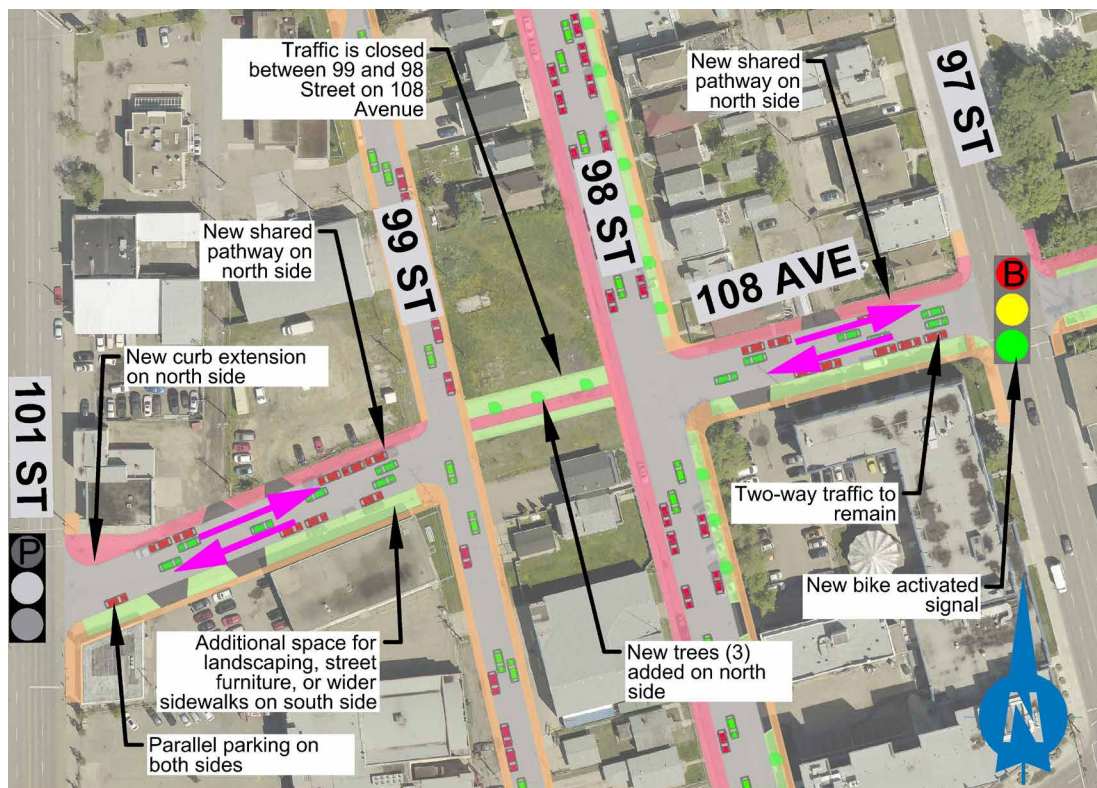 Traffic is closed
between 99 and 98
Street on 108
Avenue
New shared
pathway on
north side
97 ST
98 ST
99 ST
108 AVE
New shared
pathway on
north side
B
New curb extension
on north side
101 ST
P
Two-way traffic to
remain
New bike activated
signal
Additional space for
landscaping, street
furniture, or wider
sidewalks on south side
New trees (3)
added on north
side
Parallel parking on
both sides
N